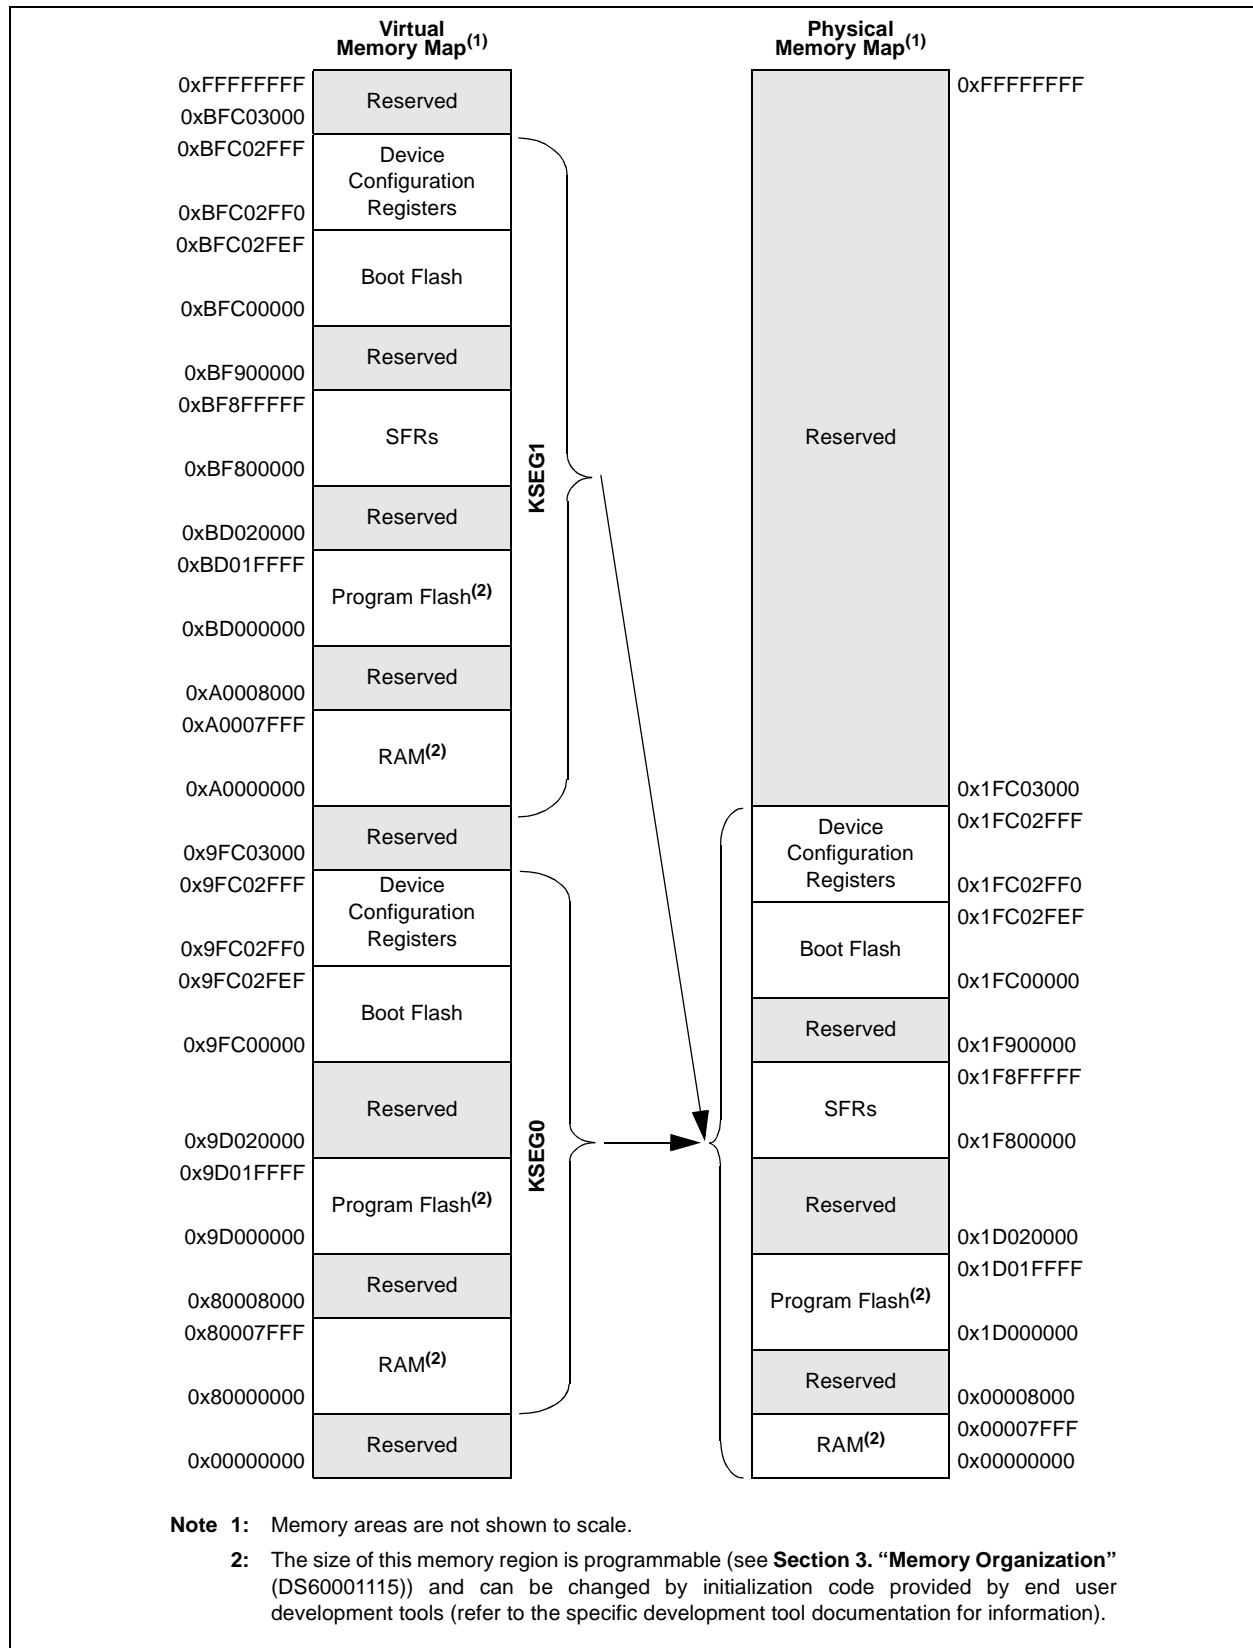 Virtual
Memory Map(1)
0xFFFFFFFF
Reserved
0xBFC03000
0xBFC02FFF
Device
Configuration
Registers
0xBFC02FF0
0xBFC02FEF
Boot Flash
0xBFC00000
Reserved
0xBF900000
0xBF8FFFFF
SFRs
0xBF800000
Reserved
0xBD020000
0xBD01FFFF
Program Flash(2)
0xBD000000
Reserved
0xA0008000
0xA0007FFF
RAM(2)
0xA0000000
Reserved
0x9FC03000
0x9FC02FFF
Device
Configuration
Registers
0x9FC02FF0
0x9FC02FEF
Boot Flash
0x9FC00000
Reserved
0x9D020000
0x9D01FFFF
Program Flash(2)
0x9D000000
Reserved
0x80008000
0x80007FFF
RAM(2)
0x80000000
Reserved
0x00000000
KSEG1
KSEG0
Physical
Memory Map(1)
0xFFFFFFFF
Reserved
0x1FC03000
0x1FC02FFF
Device
Configuration
Registers
0x1FC02FF0
0x1FC02FEF
Boot Flash
0x1FC00000
Reserved
0x1F900000
0x1F8FFFFF
SFRs
0x1F800000
Reserved
0x1D020000
0x1D01FFFF
Program Flash(2)
0x1D000000
Reserved
0x00008000
0x00007FFF
RAM(2)
0x00000000
Note 1: Memory areas are not shown to scale.
2: The size of this memory region is programmable (see Section 3. “Memory Organization”
(DS60001115)) and can be changed by initialization code provided by end user
development tools (refer to the specific development tool documentation for information).